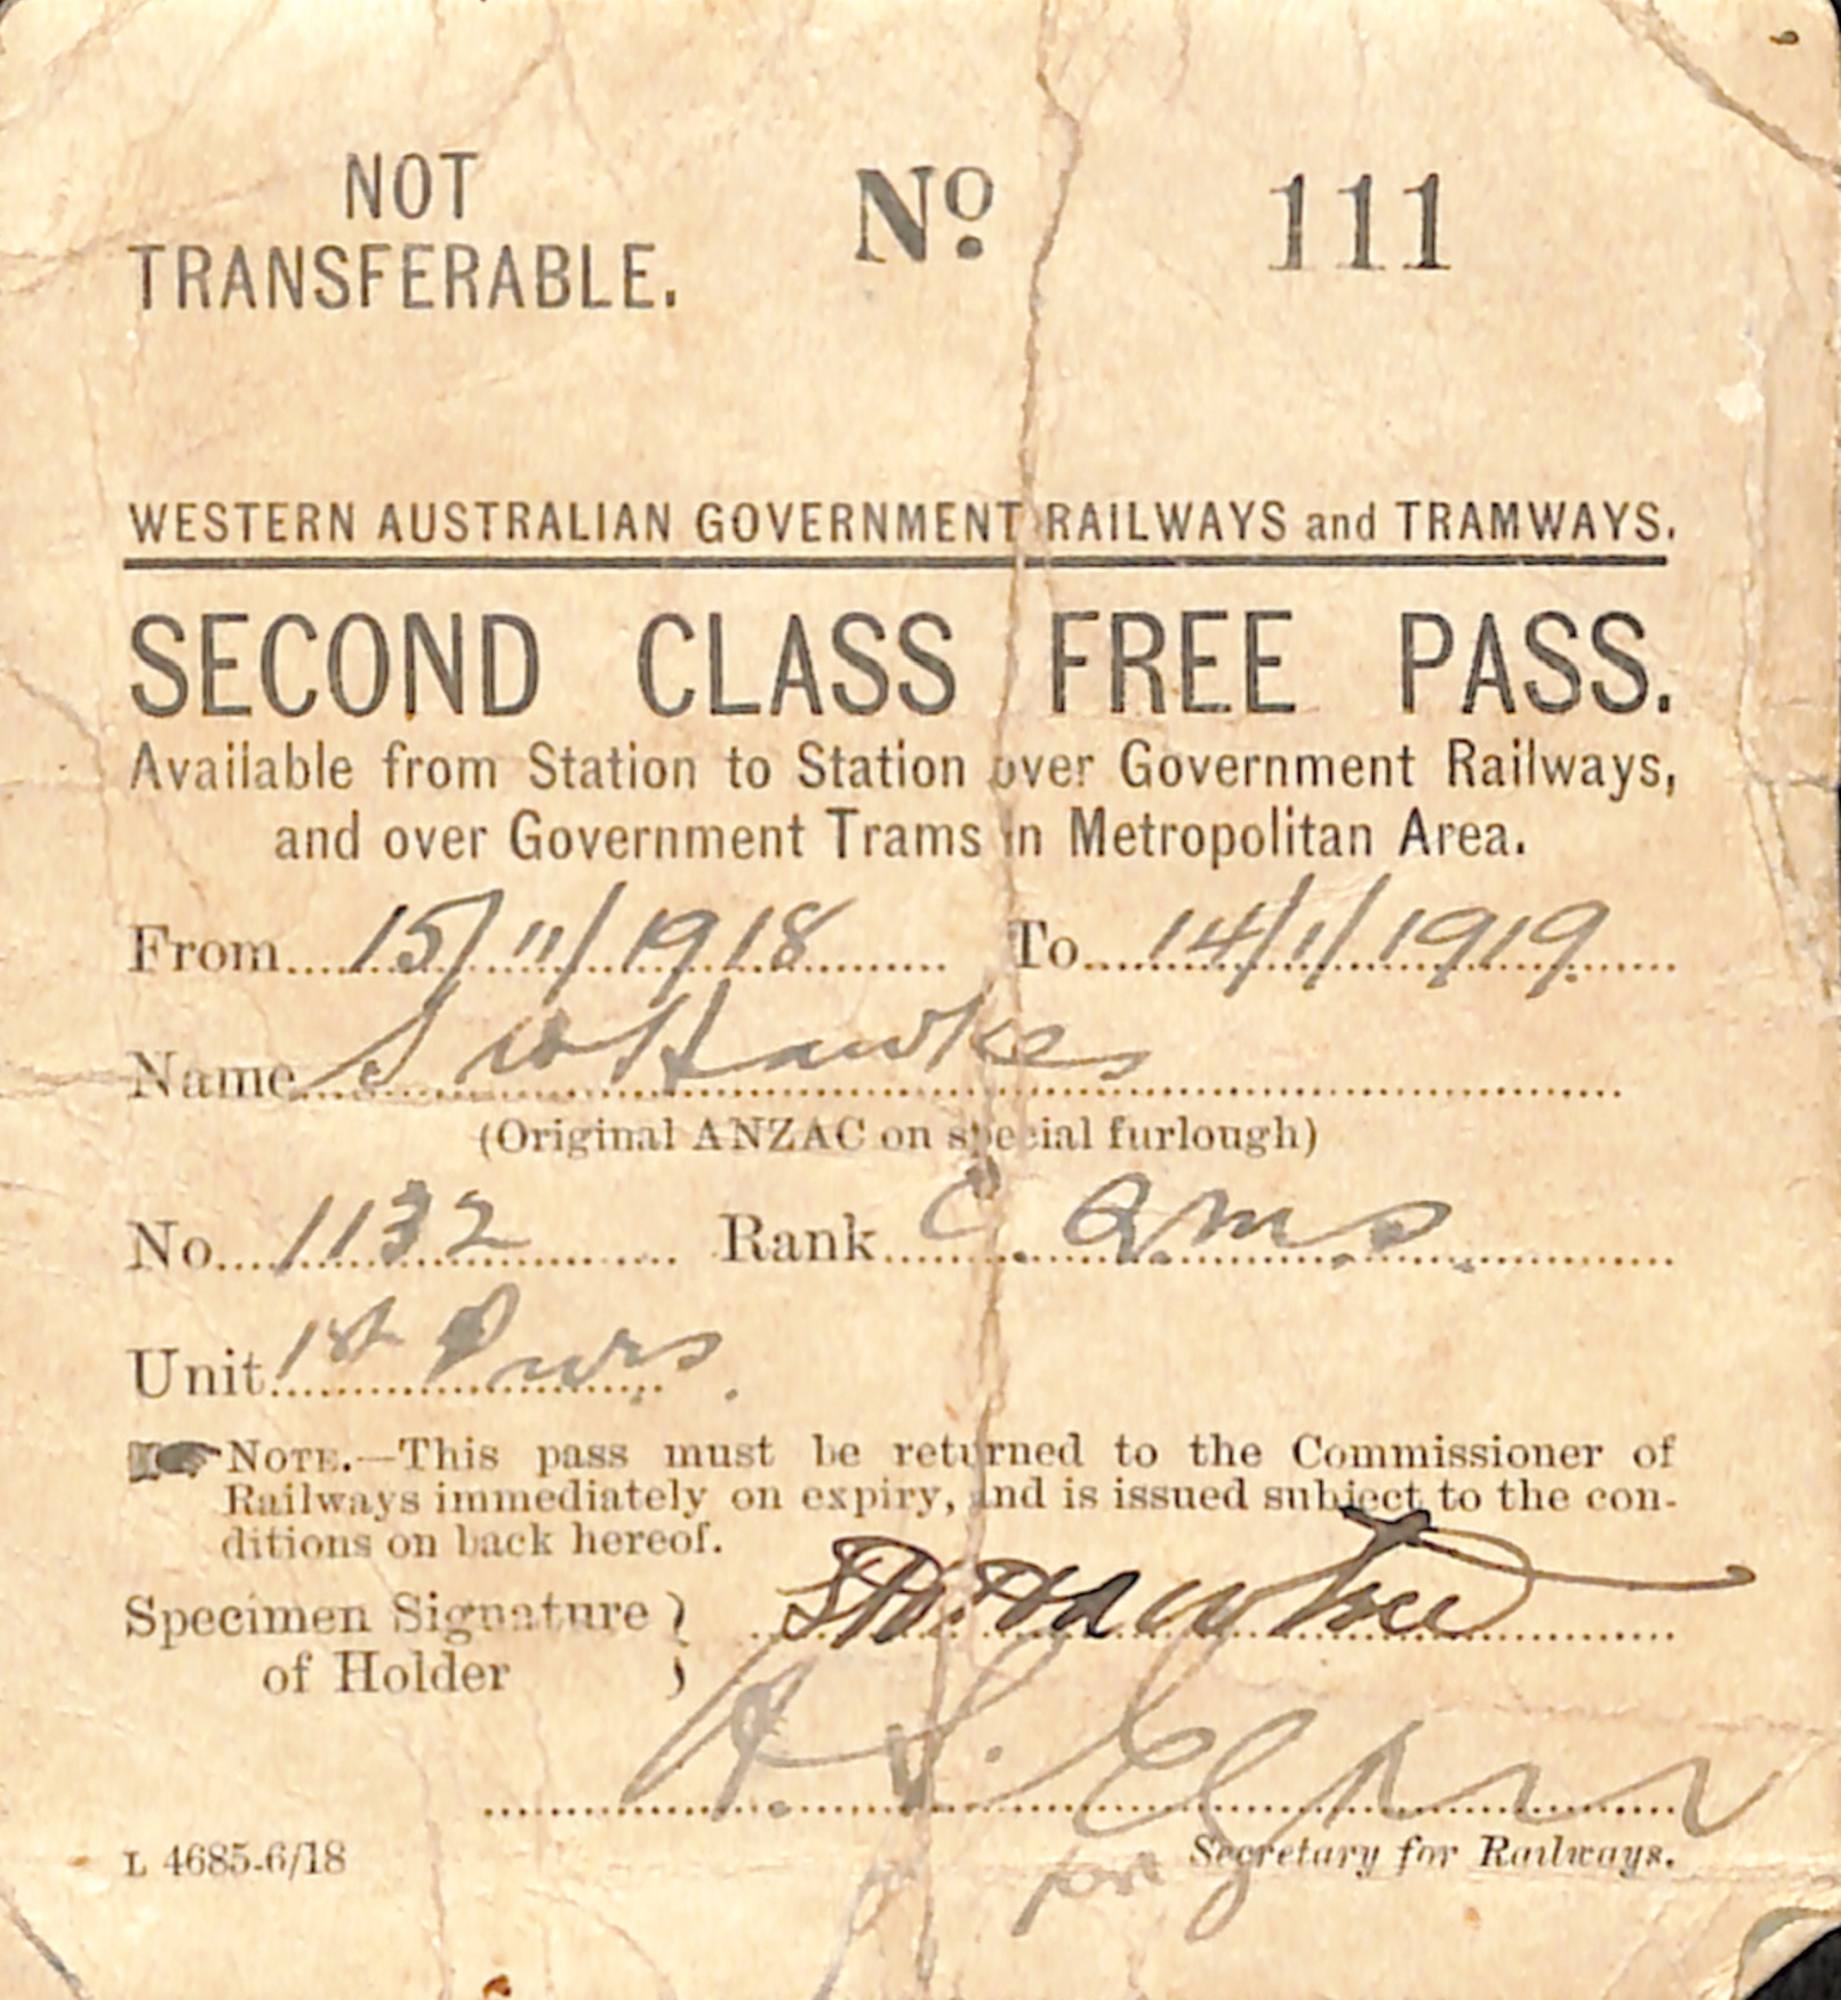 NOT
TRANSFERABLE.
No. 111
WESTERN AUSTRALIAN GOVERNMENT RAILWAYS and TRAMWAYS.
SECOND CLASS FREE PASS.
Available from Station to Station over Government Railways,
and over Government Trams in Metropolitan Area.
From 15/11/1918 To 14/1/1919
Name S W Hawkes
(Original ANZAC on special furlough)
No. 1132 Rank C. Q.M.S.
Unit 1st
NOTE.—This pass must be returned to the Commissioner of
Railways immediately on expiry, and is issued subject to the con-
ditions on back hereof.
Specimen Signature
of Holder
for Secretary for Railways.
L 4685-6/18